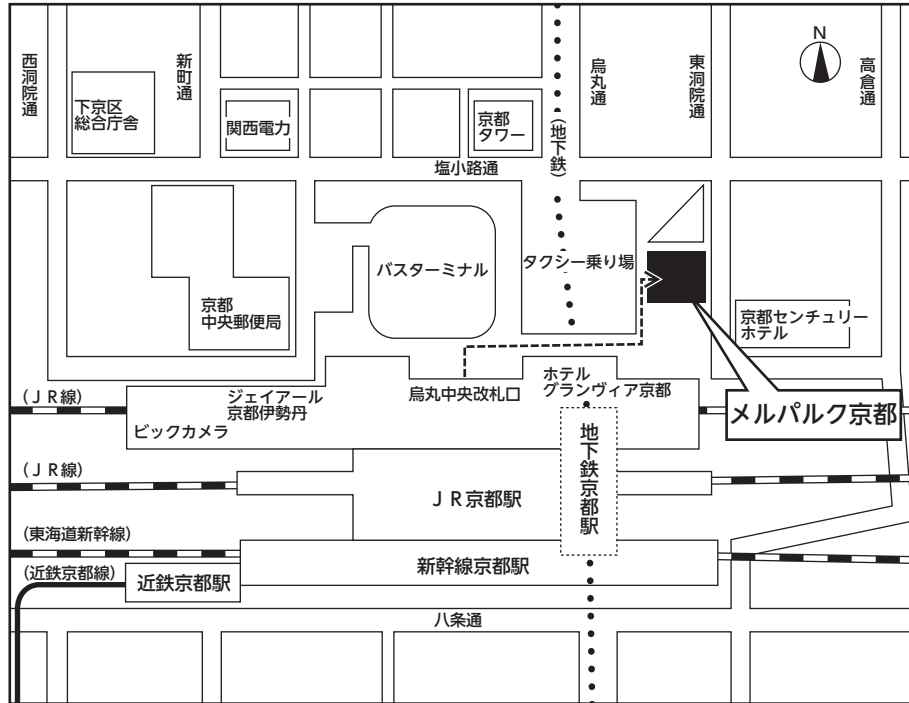 西洞院通
新町通
(地下鉄)
烏丸通
東洞院通
高倉通
N
下京区
総合庁舎
関西電力
京都
タワー
塩小路通
バスターミナル
タクシー乗り場
京都
中央郵便局
京都センチュリー
ホテル
(JR線)
ジェイアール
京都伊勢丹
ビックカメラ
烏丸中央改札口
ホテル
グランヴィア京都
メルパルク京都
地下鉄京都駅
(JR線)
JR京都駅
(東海道新幹線)
新幹線京都駅
(近鉄京都線)
近鉄京都駅
八条通